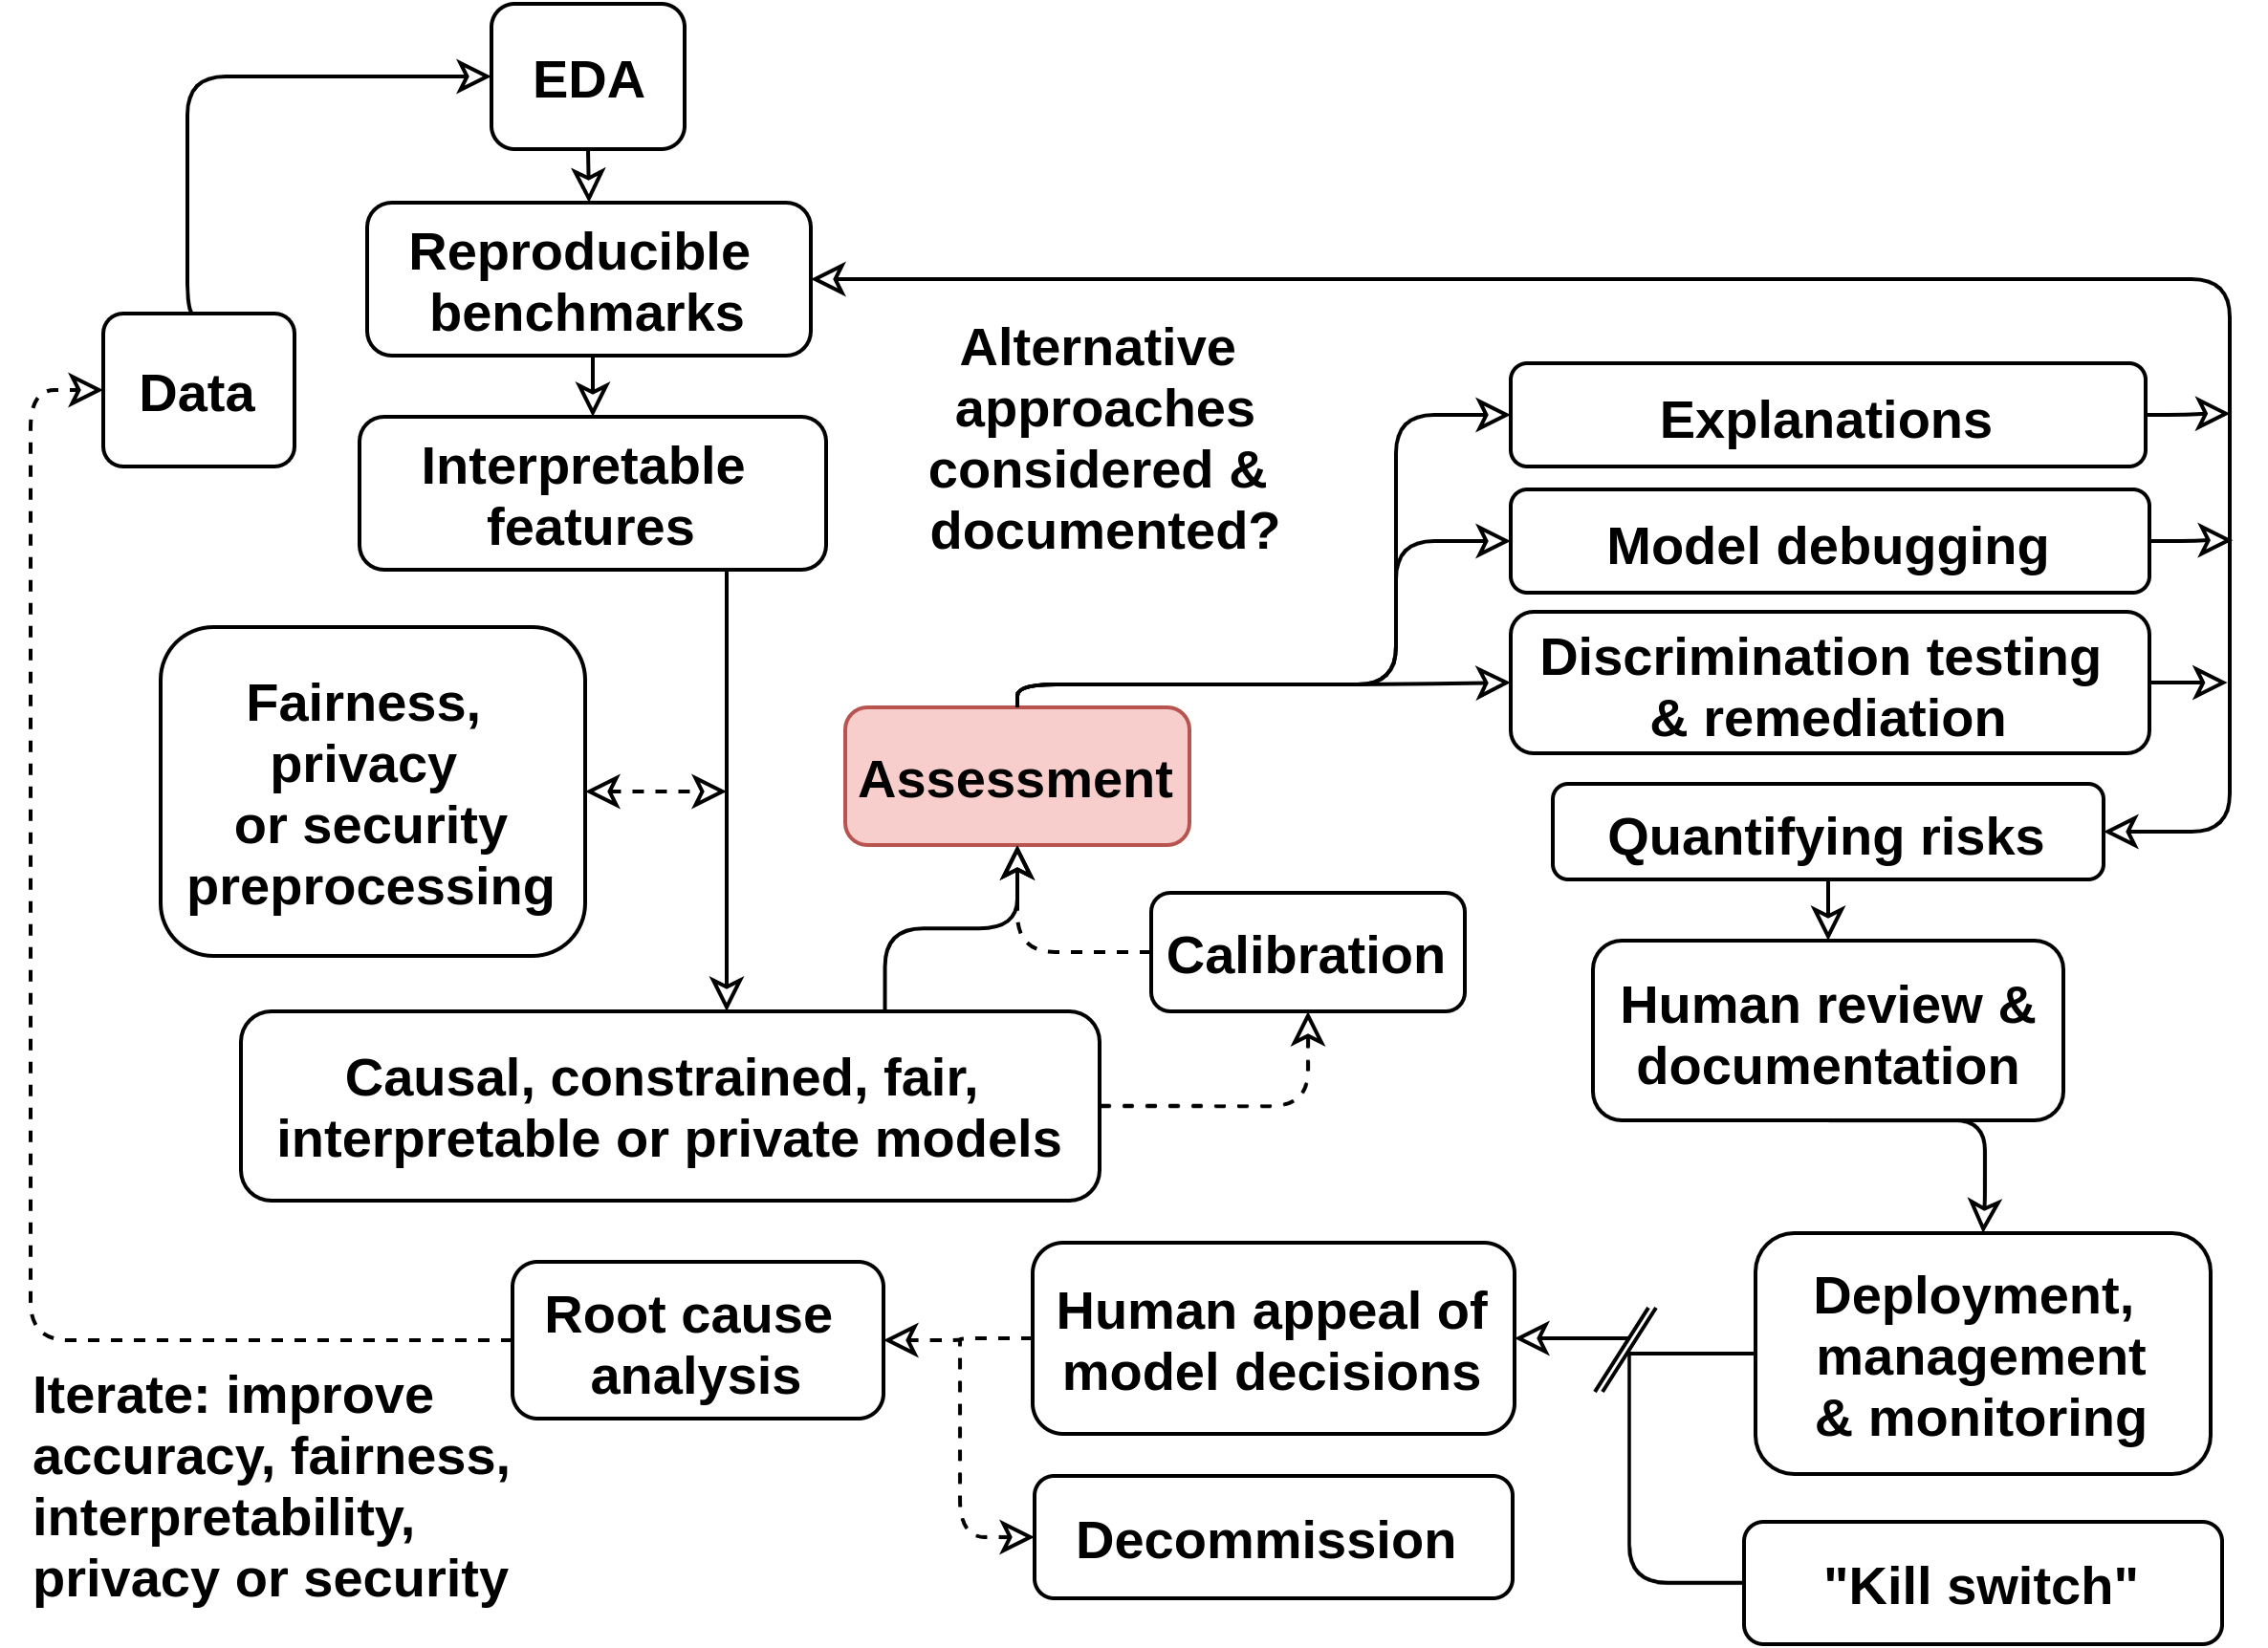 EDA
Reproducible
benchmarks
Data
Interpretable
features
Alternative
approaches
considered &
documented?
Explanations
Model debugging
Discrimination testing
& remediation
Fairness,
privacy
or security
preprocessing
Assessment
Quantifying risks
Calibration
Human review &
documentation
Causal, constrained, fair,
interpretable or private models
Root cause
analysis
Human appeal of
model decisions
Deployment,
management
& monitoring
Iterate: improve
accuracy, fairness,
interpretability,
privacy or security
Decommission
"Kill switch"